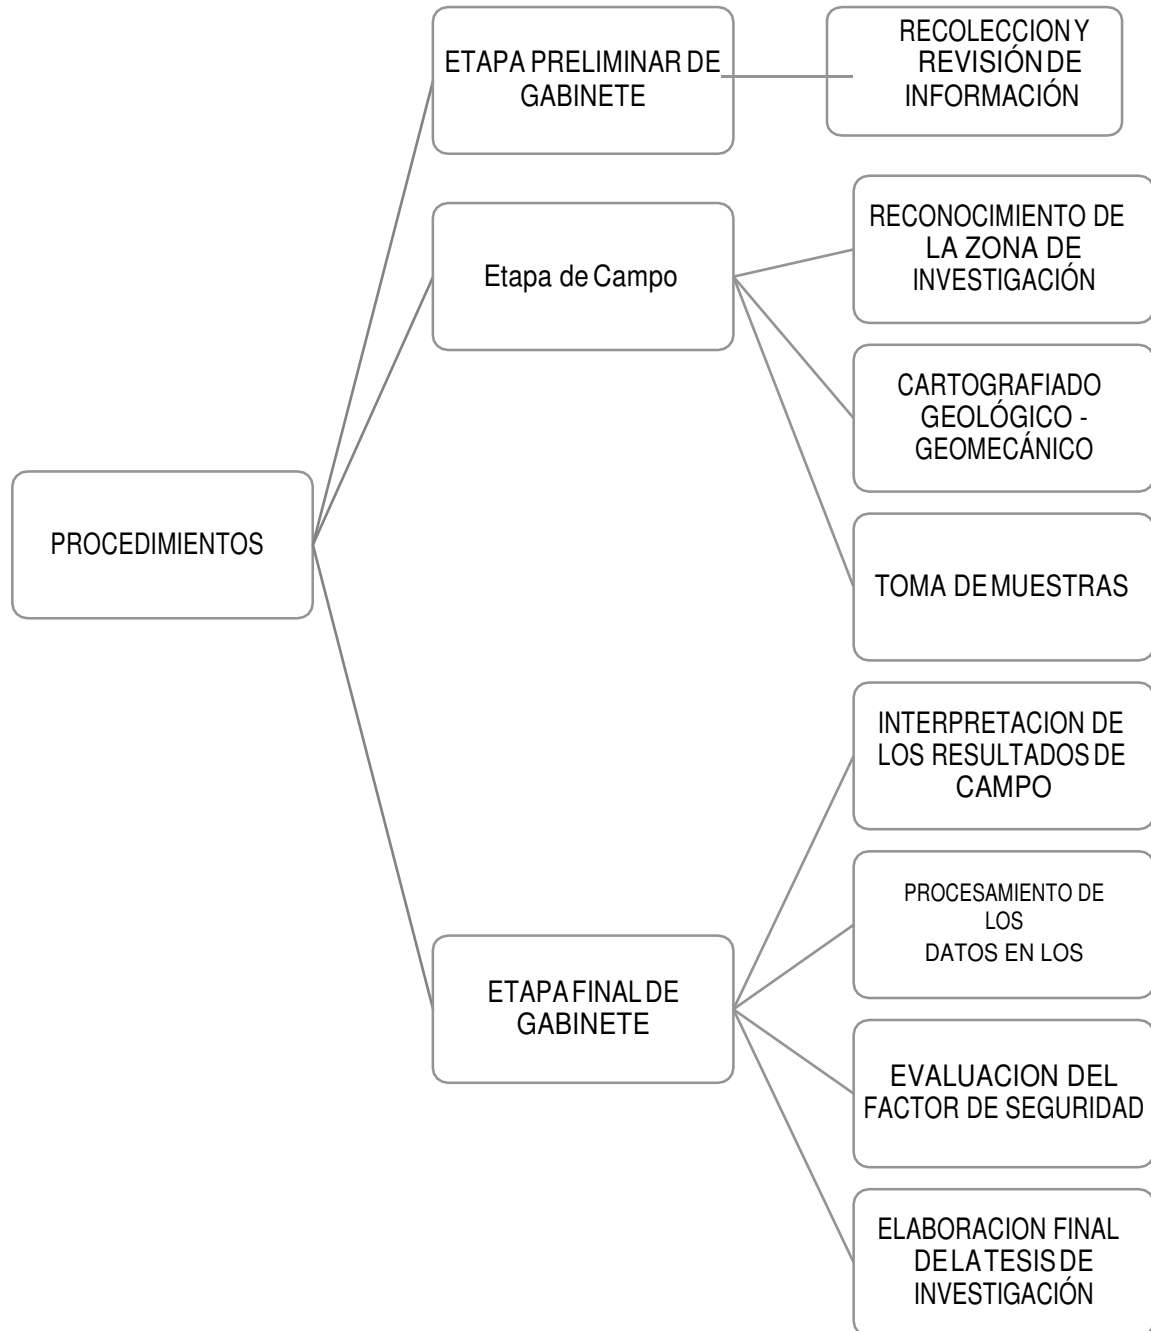 ETAPA PRELIMINAR DE
GABINETE
RECOLECCION Y
REVISIÓN DE
INFORMACIÓN
Etapa de Campo
RECONOCIMIENTO DE
LA ZONA DE
INVESTIGACIÓN
CARTOGRAFIADO
GEOLÓGICO -
GEOMECÁNICO
TOMA DE MUESTRAS
PROCEDIMIENTOS
ETAPA FINAL DE
GABINETE
INTERPRETACION DE
LOS RESULTADOS DE
CAMPO
PROCESAMIENTO DE
LOS
DATOS EN LOS
EVALUACION DEL
FACTOR DE SEGURIDAD
ELABORACION FINAL
DE LA TESIS DE
INVESTIGACIÓN